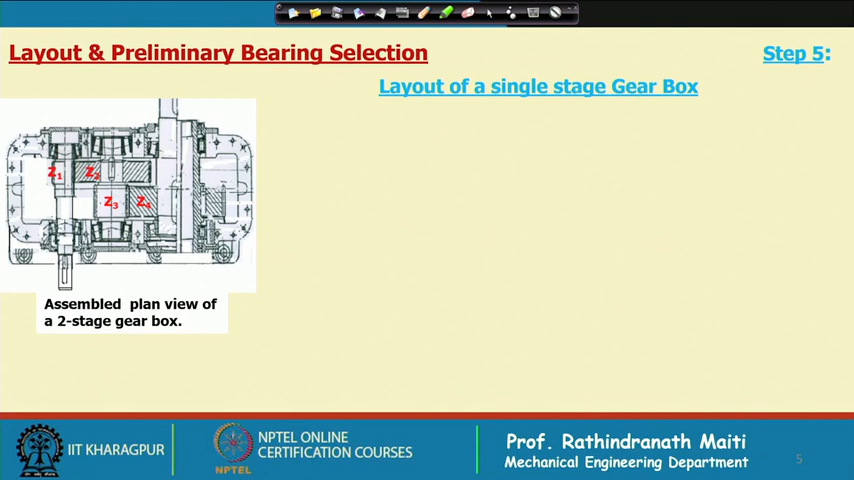 Layout & Preliminary Bearing Selection
Step 5:
Layout of a single stage Gear Box
Z1
Z2
Z3
Z4
Assembled plan view of
a 2-stage gear box.
IIT KHARAGPUR
NPTEL
NPTEL ONLINE
CERTIFICATION COURSES
Prof. Rathindranath Maiti
Mechanical Engineering Department
5